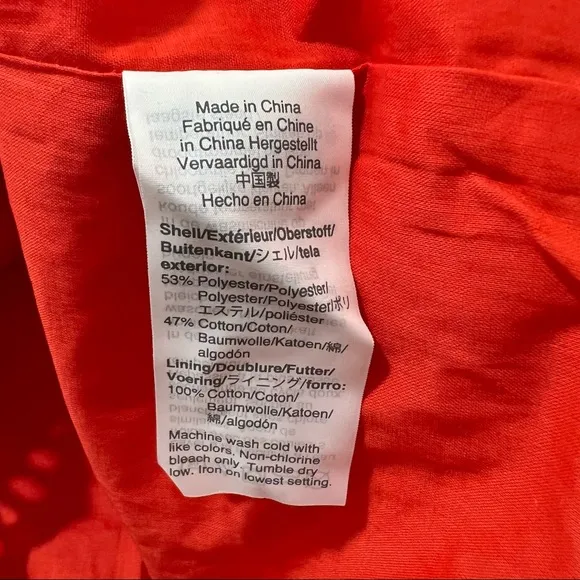 Made in China
Fabriqué en Chine
in China Hergestellt
Vervaardigd in China
中国製
Hecho en China
Shell/Extérieur/Oberstoff/
Buitenkant/シェル/tela
exterior:
53% Polyester/Polyester/
Polyester/Polyester/ポリ
エステル/poliéster
47% Cotton/Coton/
Baumwolle/Katoen/綿/
algodón
Lining/Doublure/Futter/
Voering/ライニング/forro:
100% Cotton/Coton/
Baumwolle/Katoen/
綿/algodón
Machine wash cold with
like colors. Non-chlorine
bleach only. Tumble dry
low. Iron on lowest setting.